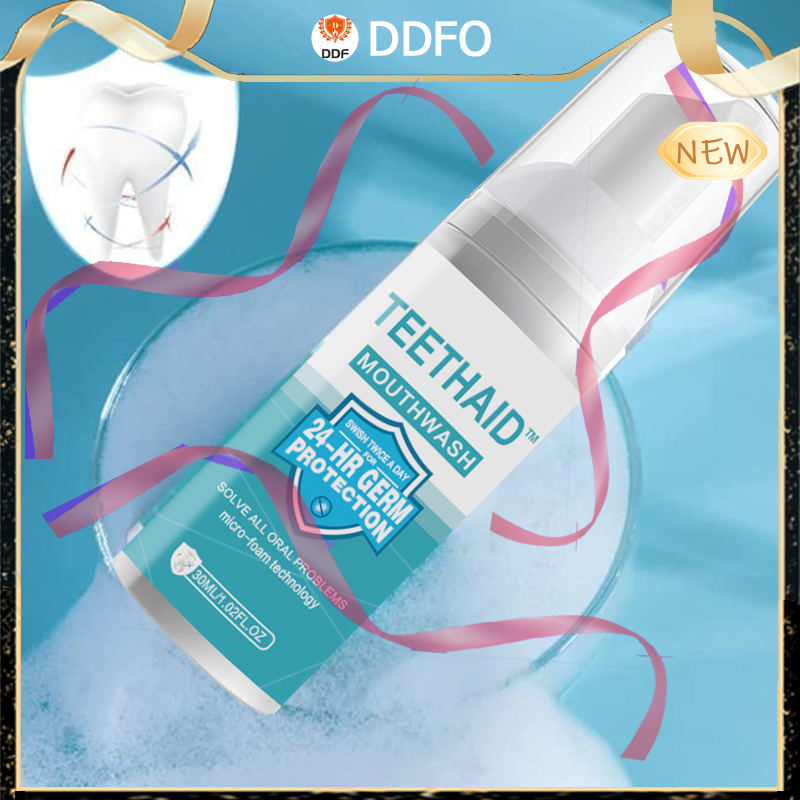 DDF
DDFO
NEW
TEETHAID™
MOUTHWASH
SWISH TWICE A DAY
FOR
24-HR GERM
PROTECTION
SOLVE ALL ORAL PROBLEMS
micro-foam technology
30ML/1.02FL.OZ